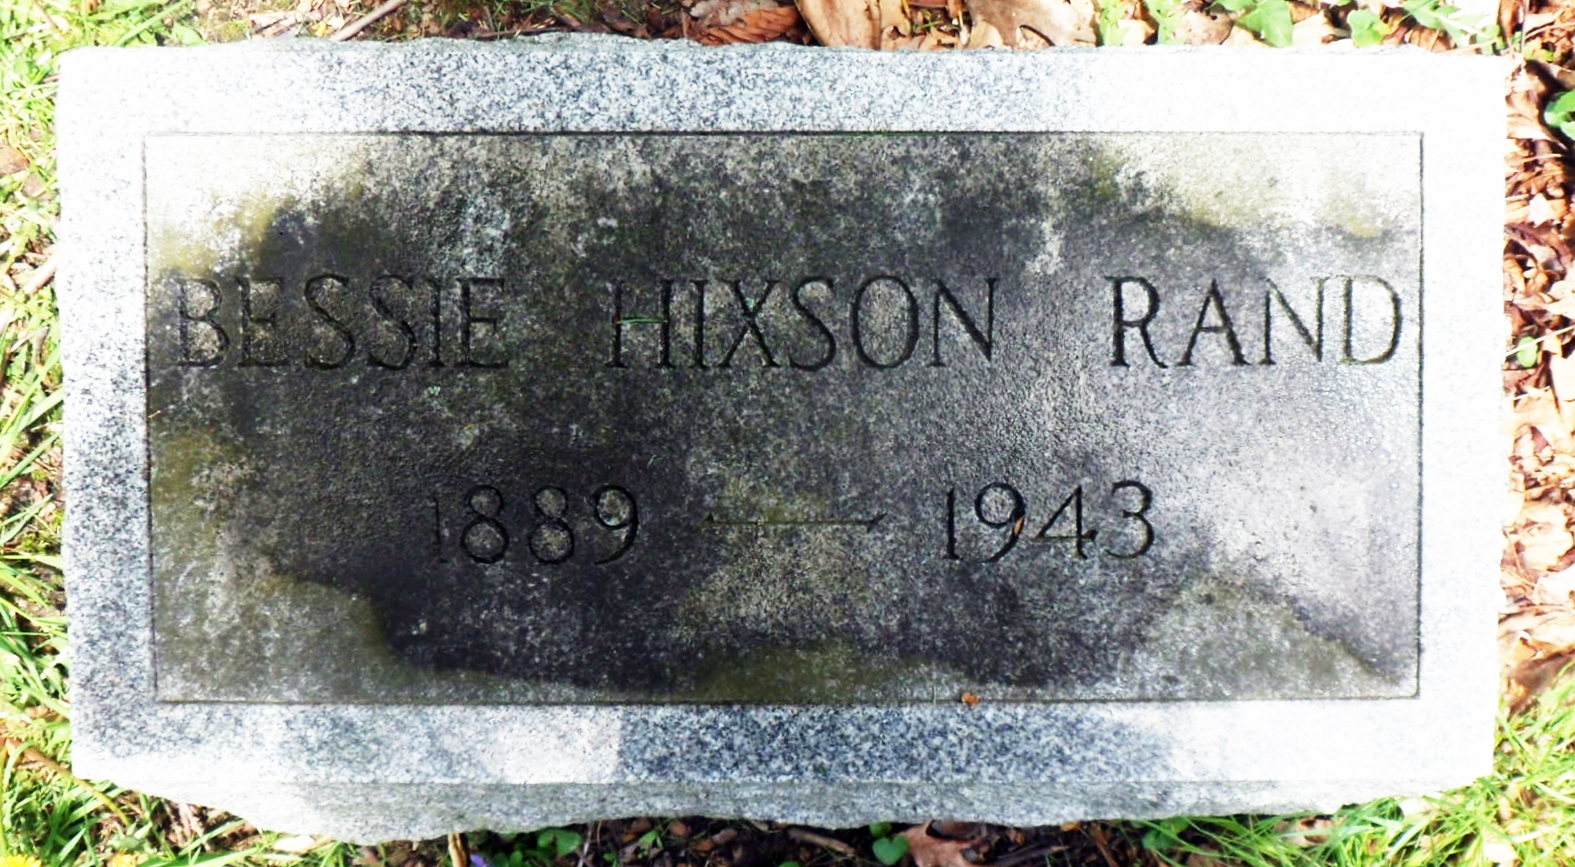 BESSIE HIXSON RAND
1889 — 1943